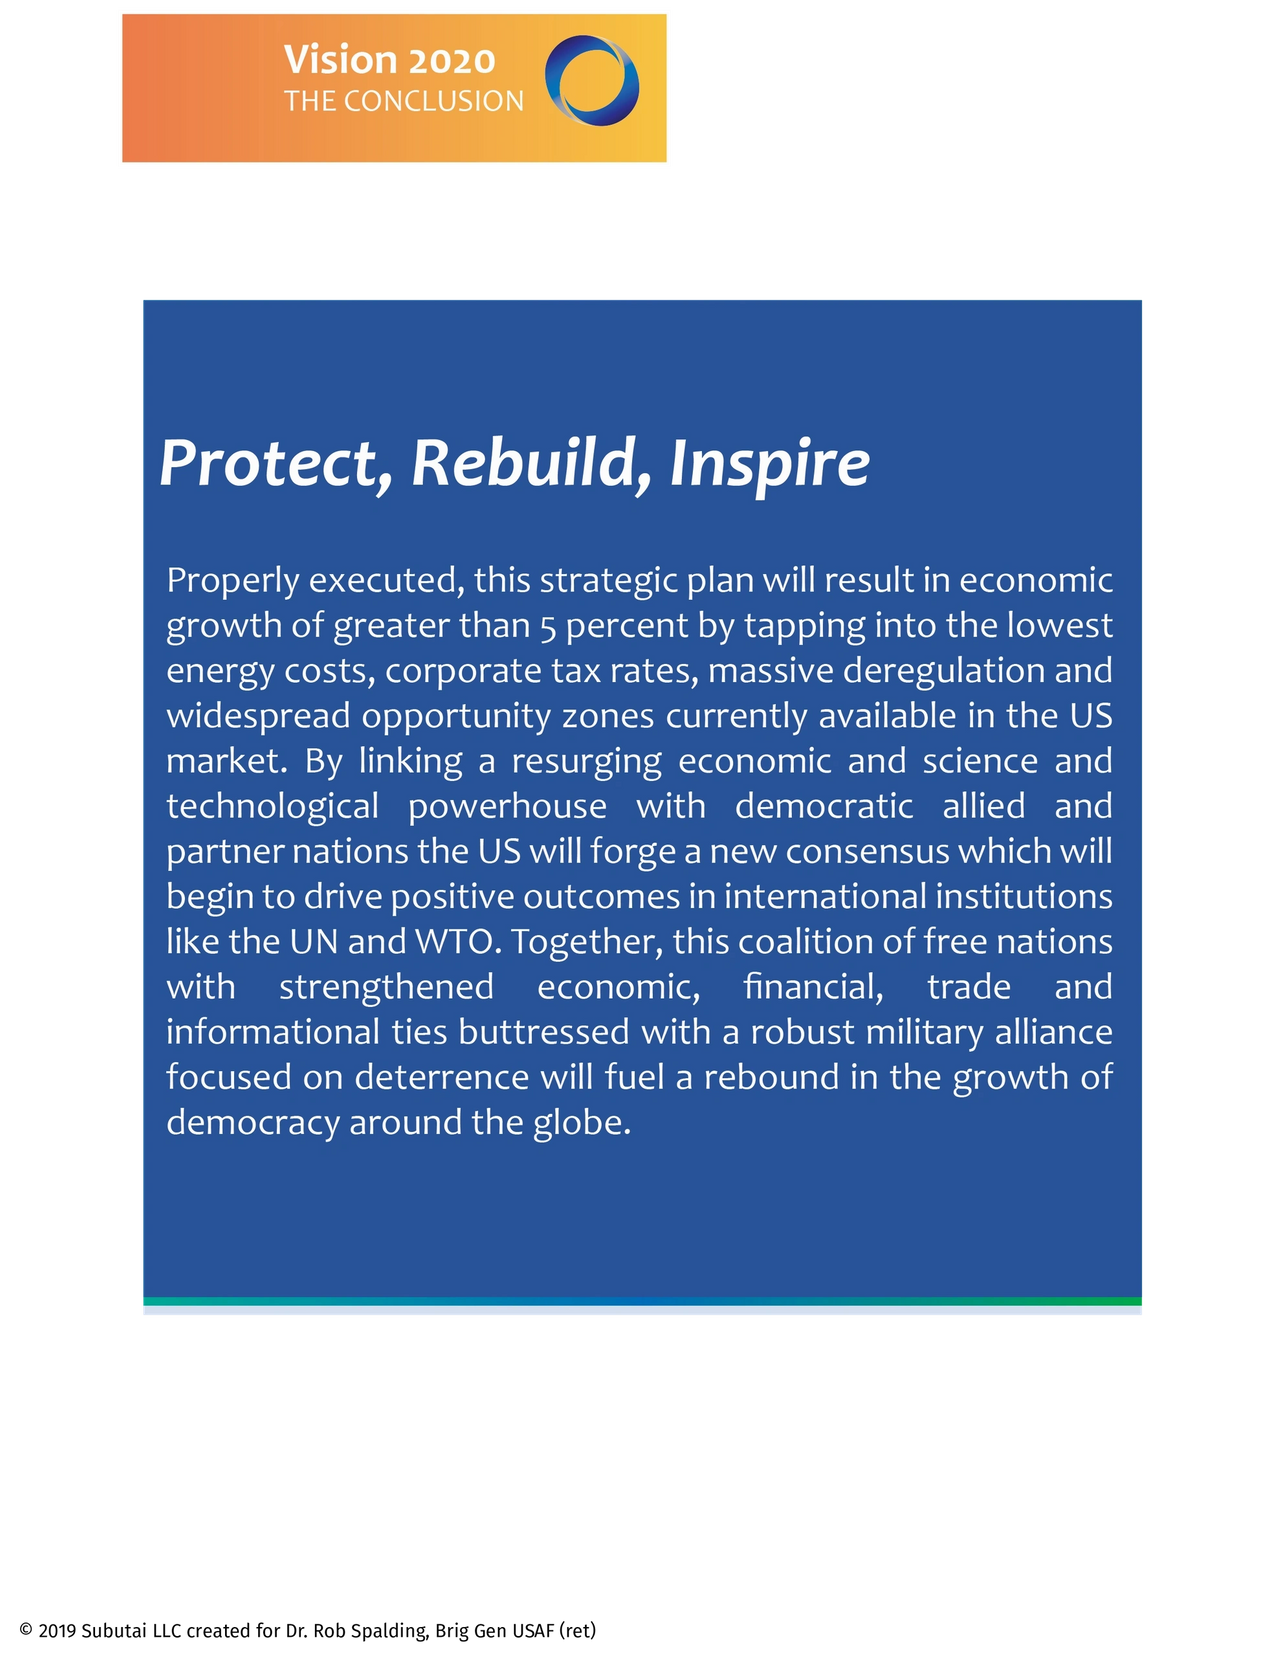 Vision 2020
THE CONCLUSION
Protect, Rebuild, Inspire
Properly executed, this strategic plan will result in economic
growth of greater than 5 percent by tapping into the lowest
energy costs, corporate tax rates, massive deregulation and
widespread opportunity zones currently available in the US
market. By linking a resurging economic and science and
technological powerhouse with democratic allied and
partner nations the US will forge a new consensus which will
begin to drive positive outcomes in international institutions
like the UN and WTO. Together, this coalition of free nations
with strengthened economic, financial, trade and
informational ties buttressed with a robust military alliance
focused on deterrence will fuel a rebound in the growth of
democracy around the globe.
© 2019 Subutai LLC created for Dr. Rob Spalding, Brig Gen USAF (ret)